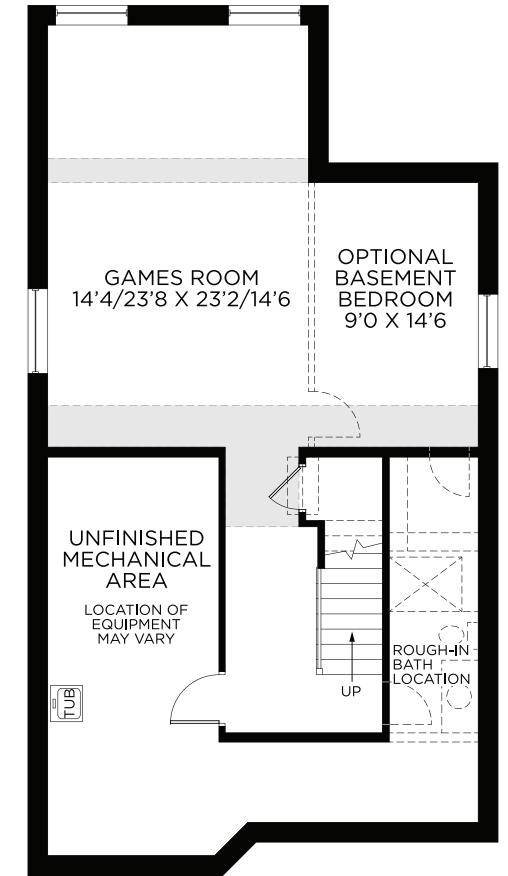 GAMES ROOM
14'4/23'8 X 23'2/14'6
OPTIONAL
BASEMENT
BEDROOM
9'0 X 14'6
UNFINISHED
MECHANICAL
AREA
LOCATION OF
EQUIPMENT
MAY VARY
TUB
UP
ROUGH-IN
BATH
LOCATION